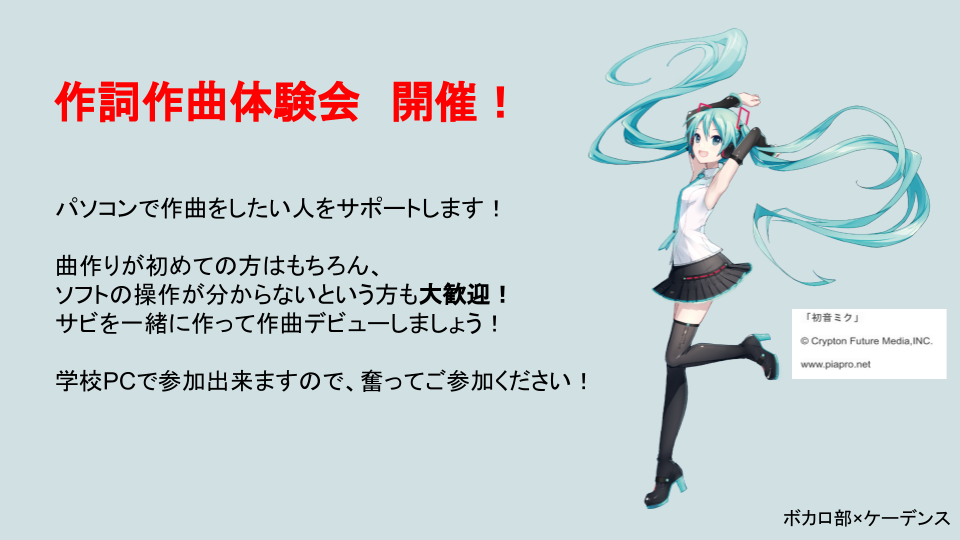 作詞作曲体験会　開催！
パソコンで作曲をしたい人をサポートします！
曲作りが初めての方はもちろん、
ソフトの操作が分からないという方も大歓迎！
サビを一緒に作って作曲デビューしましょう！
学校PCで参加出来ますので、奮ってご参加ください！
「初音ミク」
© Crypton Future Media,INC.
www.piapro.net
ボカロ部×ケーデンス